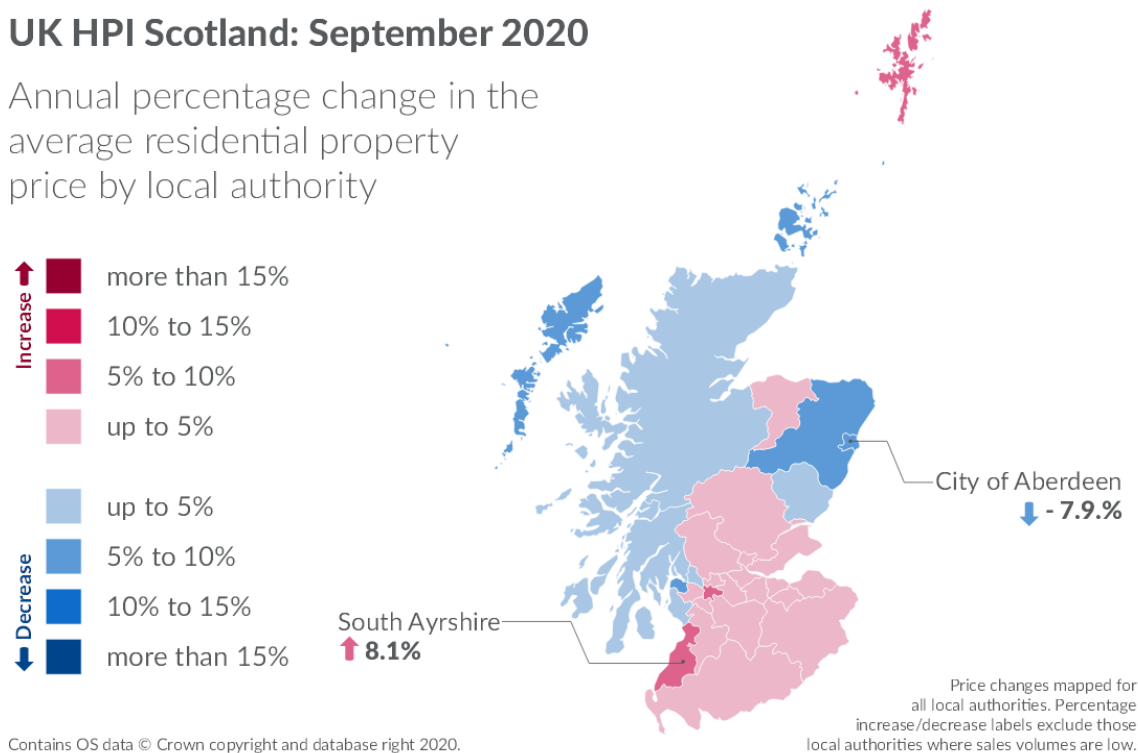 UK HPI Scotland: September 2020
Annual percentage change in the
average residential property
price by local authority
Increase
more than 15%
10% to 15%
5% to 10%
up to 5%
Decrease
up to 5%
5% to 10%
10% to 15%
more than 15%
City of Aberdeen
- 7.9.%
South Ayrshire
8.1%
Price changes mapped for
all local authorities. Percentage
increase/decrease labels exclude those
local authorities where sales volumes are low.
Contains OS data © Crown copyright and database right 2020.